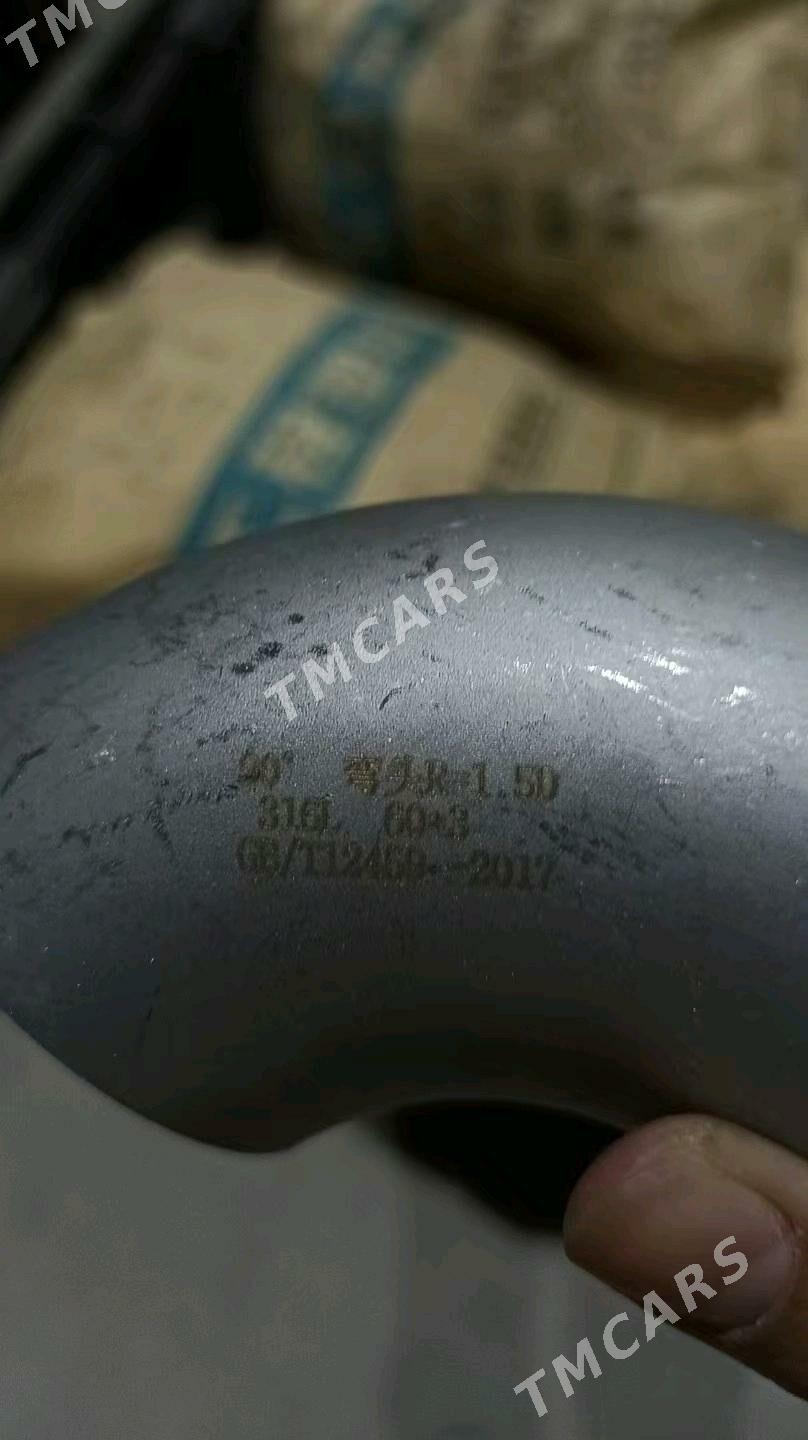 TMCARS
TMCARS
90° 弯头R=1.5D
316L 60*3
GB/T12459--2017
TMCARS